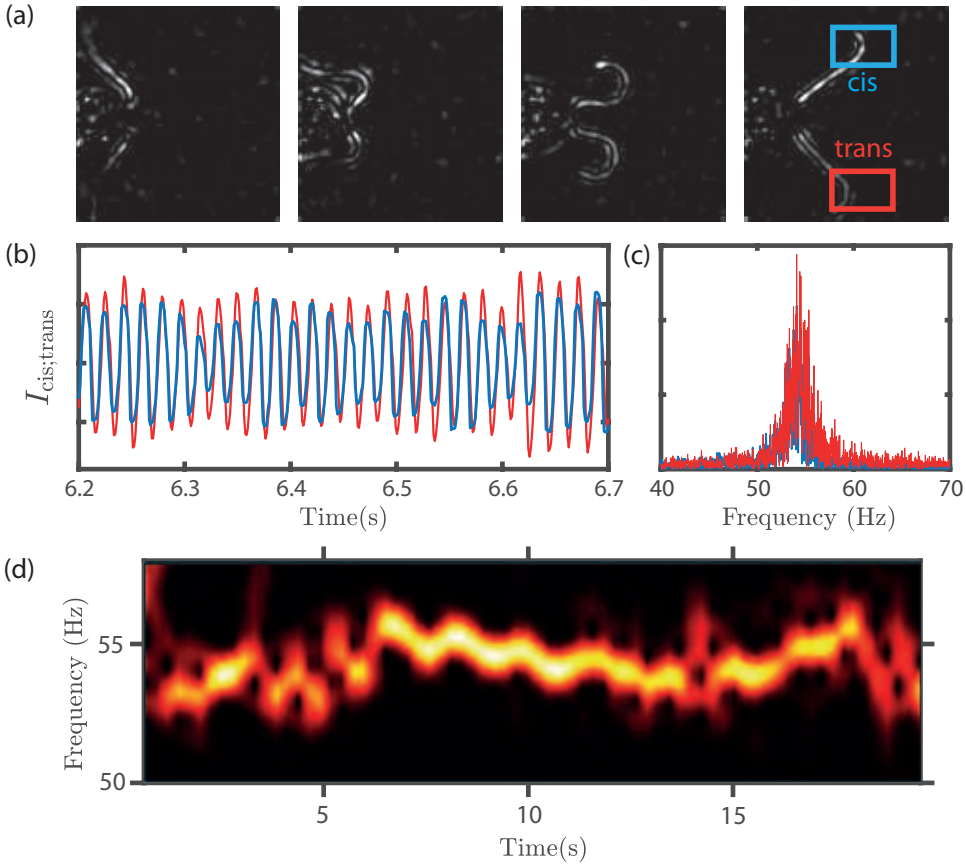 (a)
cis
trans
(b)
I_cis;trans
6.2 6.3 6.4 6.5 6.6 6.7
Time(s)
(c)
40 50 60 70
Frequency (Hz)
(d)
Frequency (Hz)
55
50
5 10 15
Time(s)